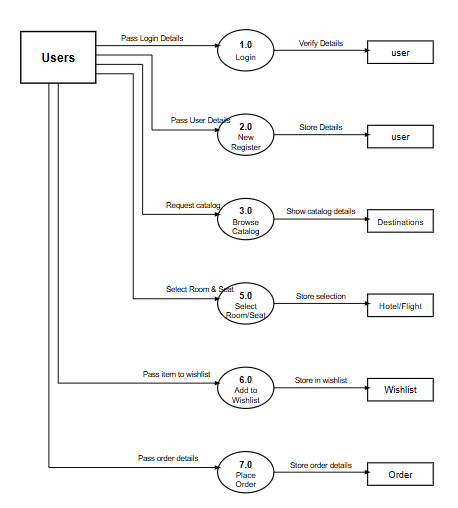 Users
Pass Login Details
1.0
Login
Verify Details
user
Pass User Details
2.0
New
Register
Store Details
user
Request catalog
3.0
Browse
Catalog
Show catalog details
Destinations
Select Room & Seat
5.0
Select
Room/Seat
Store selection
Hotel/Flight
Pass item to wishlist
6.0
Add to
Wishlist
Store in wishlist
Wishlist
Pass order details
7.0
Place
Order
Store order details
Order